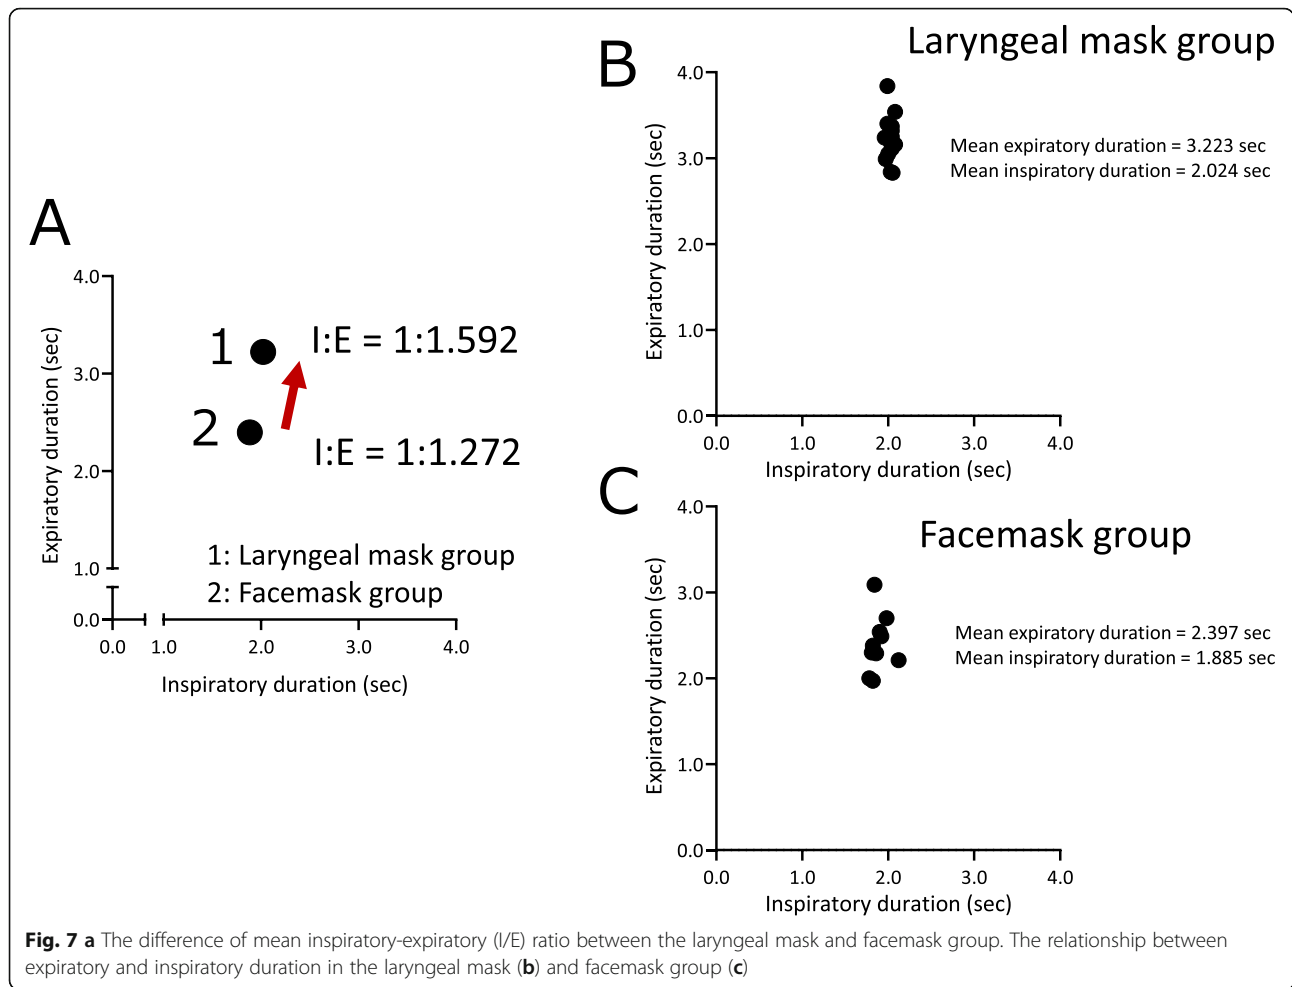 A
4.0
3.0
2.0
1.0
0.0
Expiratory duration (sec)
1
I:E = 1:1.592
2
I:E = 1:1.272
1: Laryngeal mask group
2: Facemask group
0.0 1.0 2.0 3.0 4.0
Inspiratory duration (sec)
B
Laryngeal mask group
4.0
3.0
2.0
1.0
0.0
Expiratory duration (sec)
Mean expiratory duration = 3.223 sec
Mean inspiratory duration = 2.024 sec
0.0 1.0 2.0 3.0 4.0
Inspiratory duration (sec)
C
Facemask group
4.0
3.0
2.0
1.0
0.0
Expiratory duration (sec)
Mean expiratory duration = 2.397 sec
Mean inspiratory duration = 1.885 sec
0.0 1.0 2.0 3.0 4.0
Inspiratory duration (sec)
Fig. 7 a The difference of mean inspiratory-expiratory (I/E) ratio between the laryngeal mask and facemask group. The relationship between
expiratory and inspiratory duration in the laryngeal mask (b) and facemask group (c)